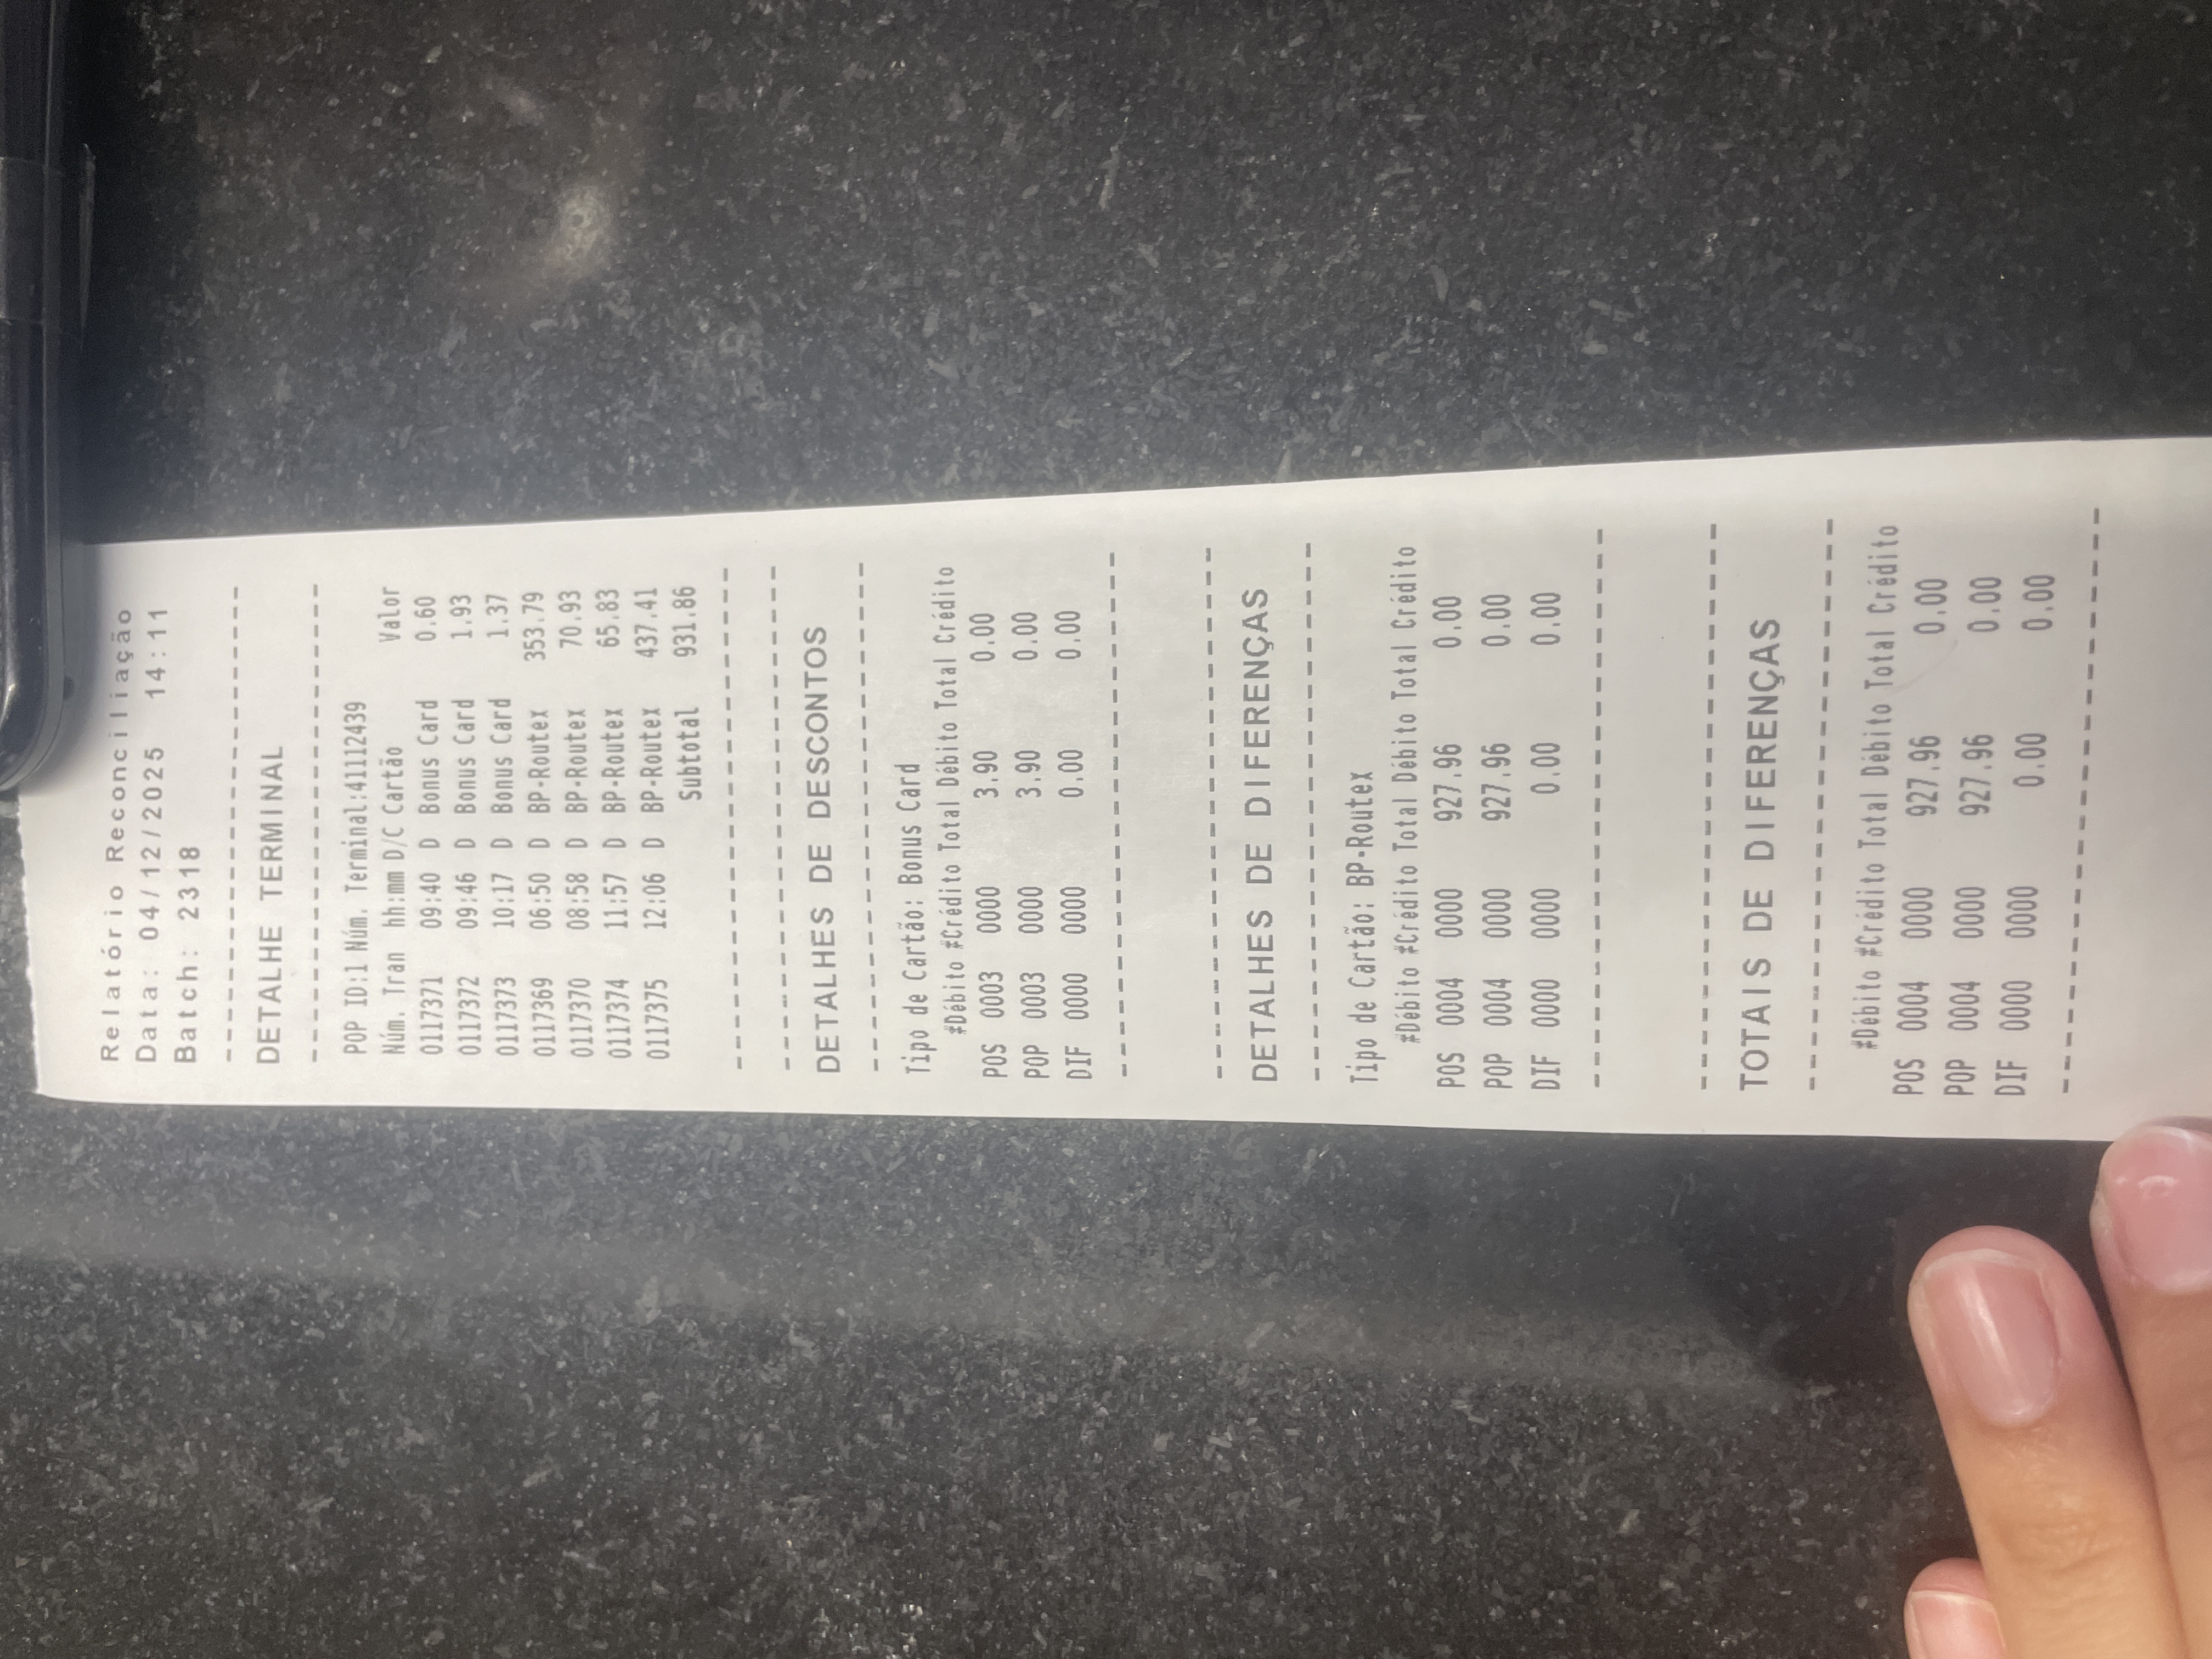 Relatório Reconciliação
Data: 04/12/2025 14:11
Batch: 2318
------------------------------
DETALHE TERMINAL
------------------------------
POP ID:1 Núm. Terminal:41112439
Núm. Tran hh:mm D/C Cartão Valor
0117371 09:40 D Bonus Card 0.60
0117372 09:46 D Bonus Card 1.93
0117373 10:17 D Bonus Card 1.37
0117369 06:50 D BP-Routex 353.79
0117370 08:58 D BP-Routex 70.93
0117374 11:57 D BP-Routex 65.83
0117375 12:06 D BP-Routex 437.41
Subtotal 931.86
------------------------------
------------------------------
DETALHES DE DESCONTOS
------------------------------
Tipo de Cartão: Bonus Card
#Débito #Crédito Total Débito Total Crédito
POS 0003 0000 3.90 0.00
POP 0003 0000 3.90 0.00
DIF 0000 0000 0.00 0.00
------------------------------
------------------------------
DETALHES DE DIFERENÇAS
------------------------------
Tipo de Cartão: BP-Routex
#Débito #Crédito Total Débito Total Crédito
POS 0004 0000 927.96 0.00
POP 0004 0000 927.96 0.00
DIF 0000 0000 0.00 0.00
------------------------------
------------------------------
TOTAIS DE DIFERENÇAS
------------------------------
#Débito #Crédito Total Débito Total Crédito
POS 0004 0000 927.96 0.00
POP 0004 0000 927.96 0.00
DIF 0000 0000 0.00 0.00
------------------------------